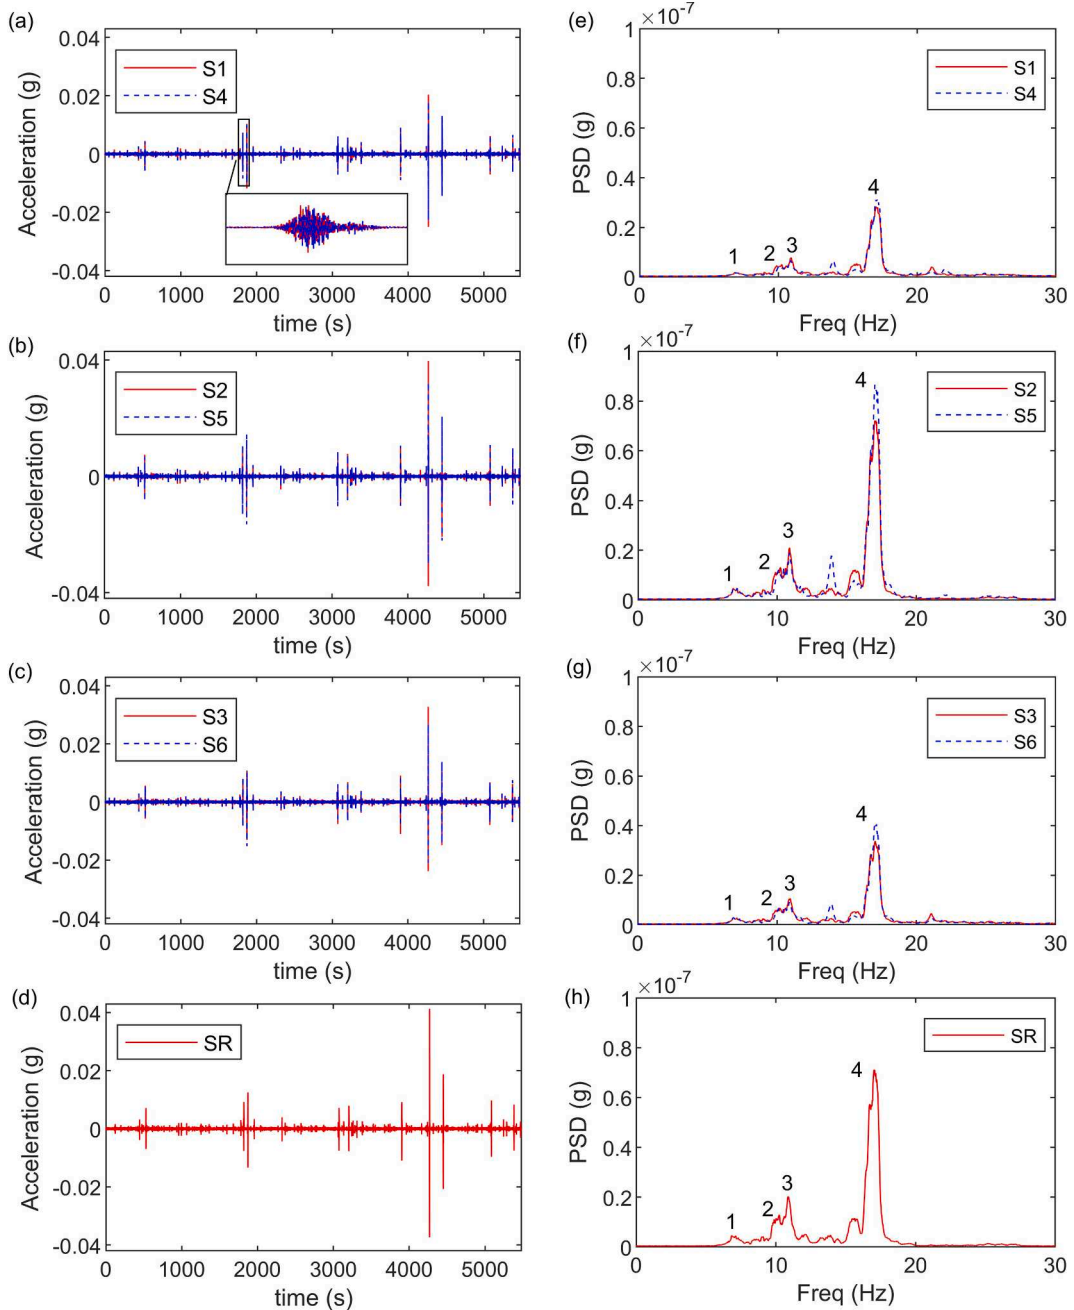 (a)
0.04
0.02
0
-0.02
-0.04
Acceleration (g)
S1
S4
0 1000 2000 3000 4000 5000
time (s)
(e)
×10-7
1
0.8
0.6
0.4
0.2
0
PSD (g)
S1
S4
1 2 3 4
0 10 20 30
Freq (Hz)
(b)
0.04
0.02
0
-0.02
-0.04
Acceleration (g)
S2
S5
0 1000 2000 3000 4000 5000
time (s)
(f)
×10-7
1
0.8
0.6
0.4
0.2
0
PSD (g)
S2
S5
1 2 3 4
0 10 20 30
Freq (Hz)
(c)
0.04
0.02
0
-0.02
-0.04
Acceleration (g)
S3
S6
0 1000 2000 3000 4000 5000
time (s)
(g)
×10-7
1
0.8
0.6
0.4
0.2
0
PSD (g)
S3
S6
1 2 3 4
0 10 20 30
Freq (Hz)
(d)
0.04
0.02
0
-0.02
-0.04
Acceleration (g)
SR
0 1000 2000 3000 4000 5000
time (s)
(h)
×10-7
1
0.8
0.6
0.4
0.2
0
PSD (g)
SR
1 2 3 4
0 10 20 30
Freq (Hz)